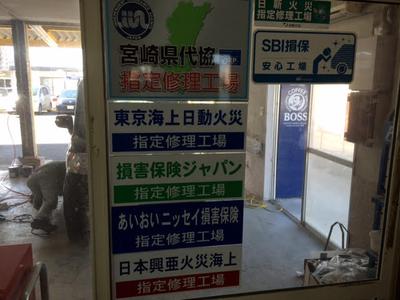 宮崎県代協
指定修理工場
東京海上日動火災
指定修理工場
損害保険ジャパン
指定修理工場
あいおいニッセイ損害保険
指定修理工場
日本興亜火災海上
指定修理工場
日新火災
指定修理工場
SBI損保
安心工場
COFFEE
BOSS